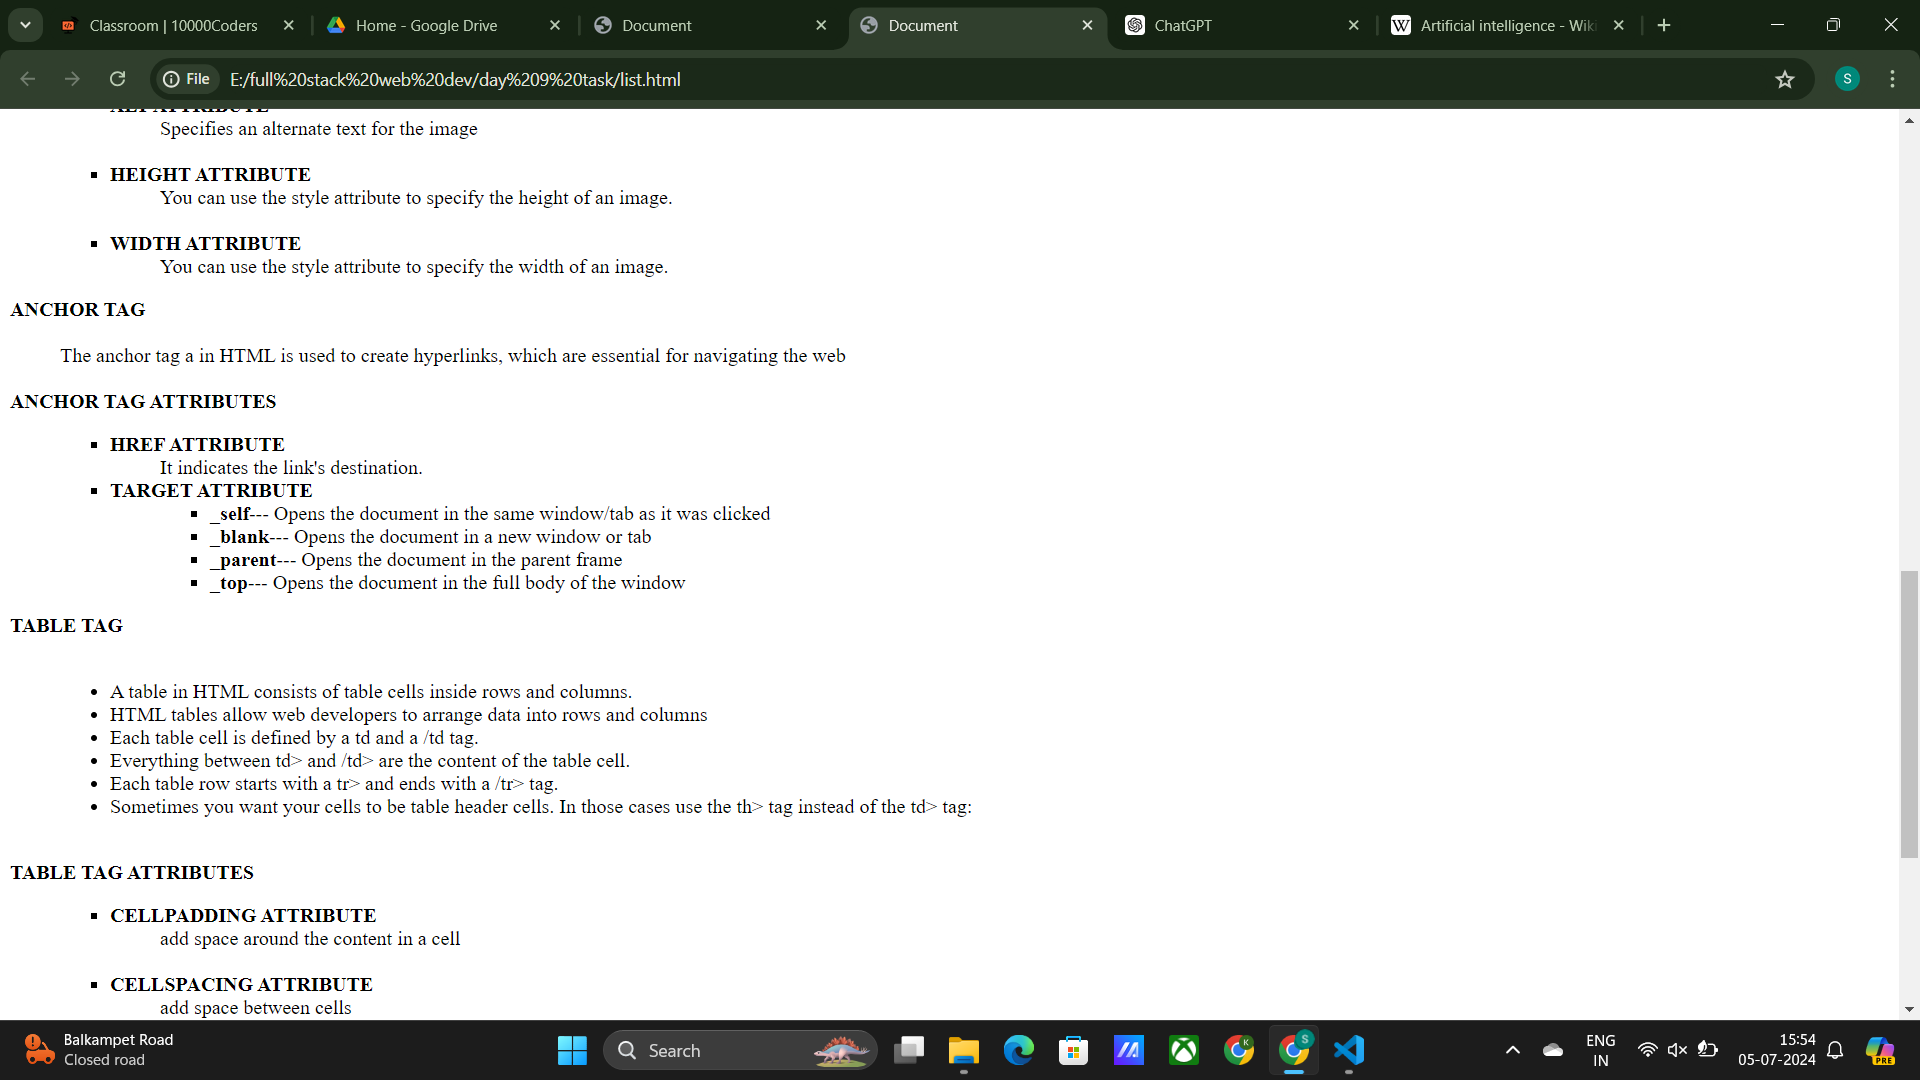 Classroom | 10000Coders
Home - Google Drive
Document
Document
ChatGPT
Artificial intelligence - Wiki
File
E:/full%20stack%20web%20dev/day%209%20task/list.html
S
ALT ATTRIBUTE
Specifies an alternate text for the image
HEIGHT ATTRIBUTE
You can use the style attribute to specify the height of an image.
WIDTH ATTRIBUTE
You can use the style attribute to specify the width of an image.
ANCHOR TAG
The anchor tag a in HTML is used to create hyperlinks, which are essential for navigating the web
ANCHOR TAG ATTRIBUTES
HREF ATTRIBUTE
It indicates the link's destination.
TARGET ATTRIBUTE
_self--- Opens the document in the same window/tab as it was clicked
_blank--- Opens the document in a new window or tab
_parent--- Opens the document in the parent frame
_top--- Opens the document in the full body of the window
TABLE TAG
A table in HTML consists of table cells inside rows and columns.
HTML tables allow web developers to arrange data into rows and columns
Each table cell is defined by a td and a /td tag.
Everything between td> and /td> are the content of the table cell.
Each table row starts with a tr> and ends with a /tr> tag.
Sometimes you want your cells to be table header cells. In those cases use the th> tag instead of the td> tag:
TABLE TAG ATTRIBUTES
CELLPADDING ATTRIBUTE
add space around the content in a cell
CELLSPACING ATTRIBUTE
add space between cells
Balkampet Road
Closed road
Search
K
S
ENG
IN
15:54
05-07-2024
PRE